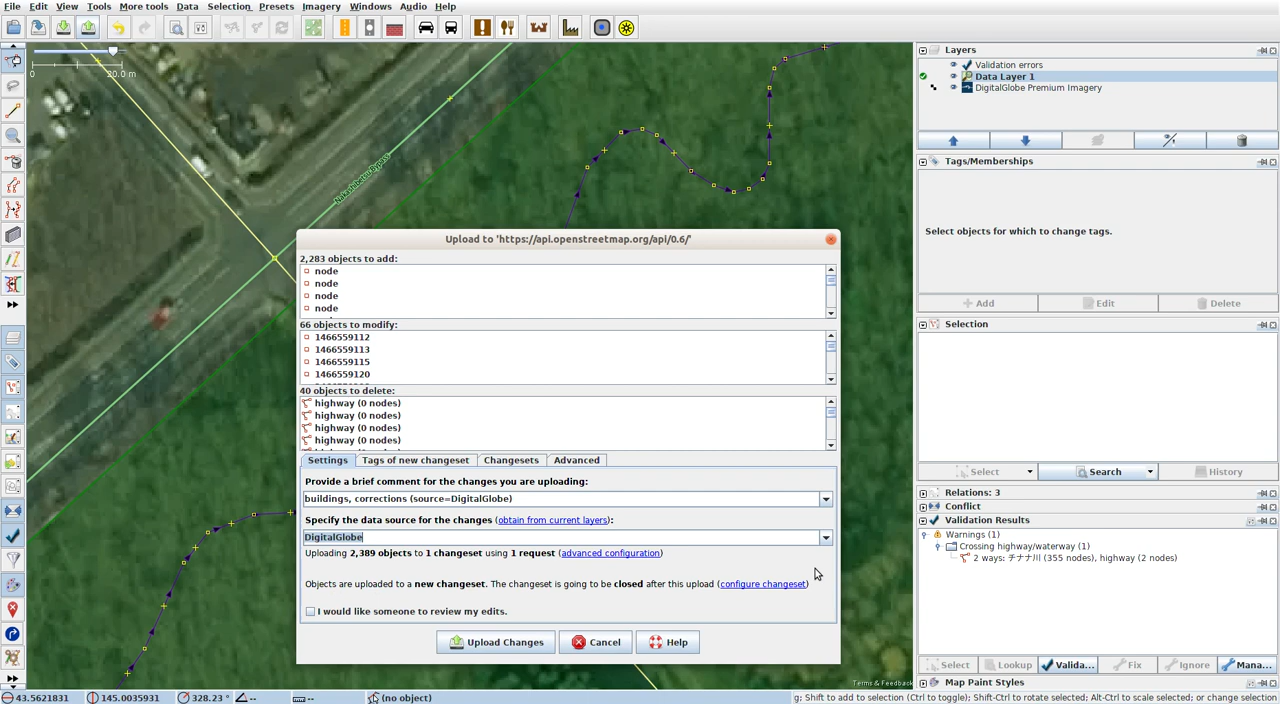 File Edit View Tools More tools Data Selection Presets Imagery Windows Audio Help
0 20.0 m
Nakashibetsu Bypass
Layers
Validation errors
Data Layer 1
DigitalGlobe Premium Imagery
Tags/Memberships
Select objects for which to change tags.
Add Edit Delete
Selection
Select Search History
Relations: 3
Conflict
Validation Results
Warnings (1)
Crossing highway/waterway (1)
2 ways: チナナ川 (355 nodes), highway (2 nodes)
Select Lookup Valida... Fix Ignore Mana...
Map Paint Styles
Upload to 'https://api.openstreetmap.org/api/0.6/'
2,283 objects to add:
node
node
node
node
66 objects to modify:
1466559112
1466559113
1466559115
1466559120
40 objects to delete:
highway (0 nodes)
highway (0 nodes)
highway (0 nodes)
highway (0 nodes)
Settings Tags of new changeset Changesets Advanced
Provide a brief comment for the changes you are uploading:
buildings, corrections (source=DigitalGlobe)
Specify the data source for the changes (obtain from current layers):
DigitalGlobe
Uploading 2,389 objects to 1 changeset using 1 request (advanced configuration)
Objects are uploaded to a new changeset. The changeset is going to be closed after this upload (configure changeset)
I would like someone to review my edits.
Upload Changes Cancel Help
Terms & Feedback
43.5621831 145.0035931 328.23 ° -- -- (no object) g; Shift to add to selection (Ctrl to toggle); Shift-Ctrl to rotate selected; Alt-Ctrl to scale selected; or change selection